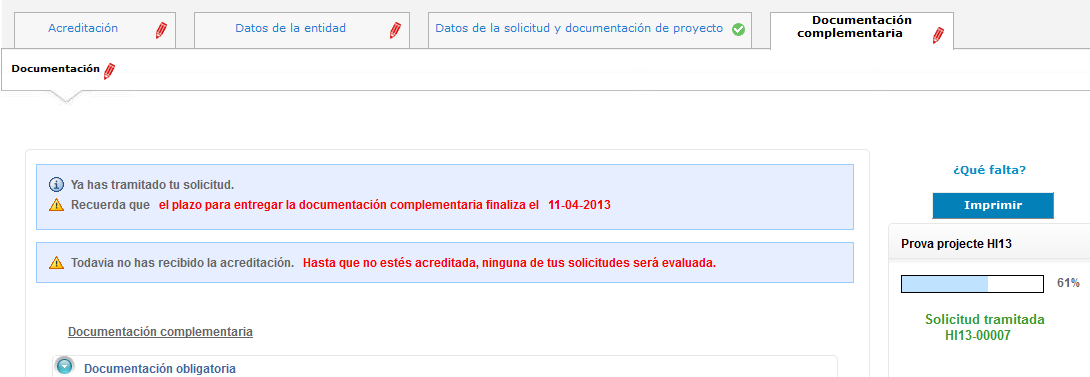 Acreditación
Datos de la entidad
Datos de la solicitud y documentación de proyecto
Documentación
complementaria
Documentación
Ya has tramitado tu solicitud.
Recuerda que el plazo para entregar la documentación complementaria finaliza el 11-04-2013
Todavia no has recibido la acreditación. Hasta que no estés acreditada, ninguna de tus solicitudes será evaluada.
Documentación complementaria
Documentación obligatoria
¿Qué falta?
Imprimir
Prova projecte HI13
61%
Solicitud tramitada
HI13-00007